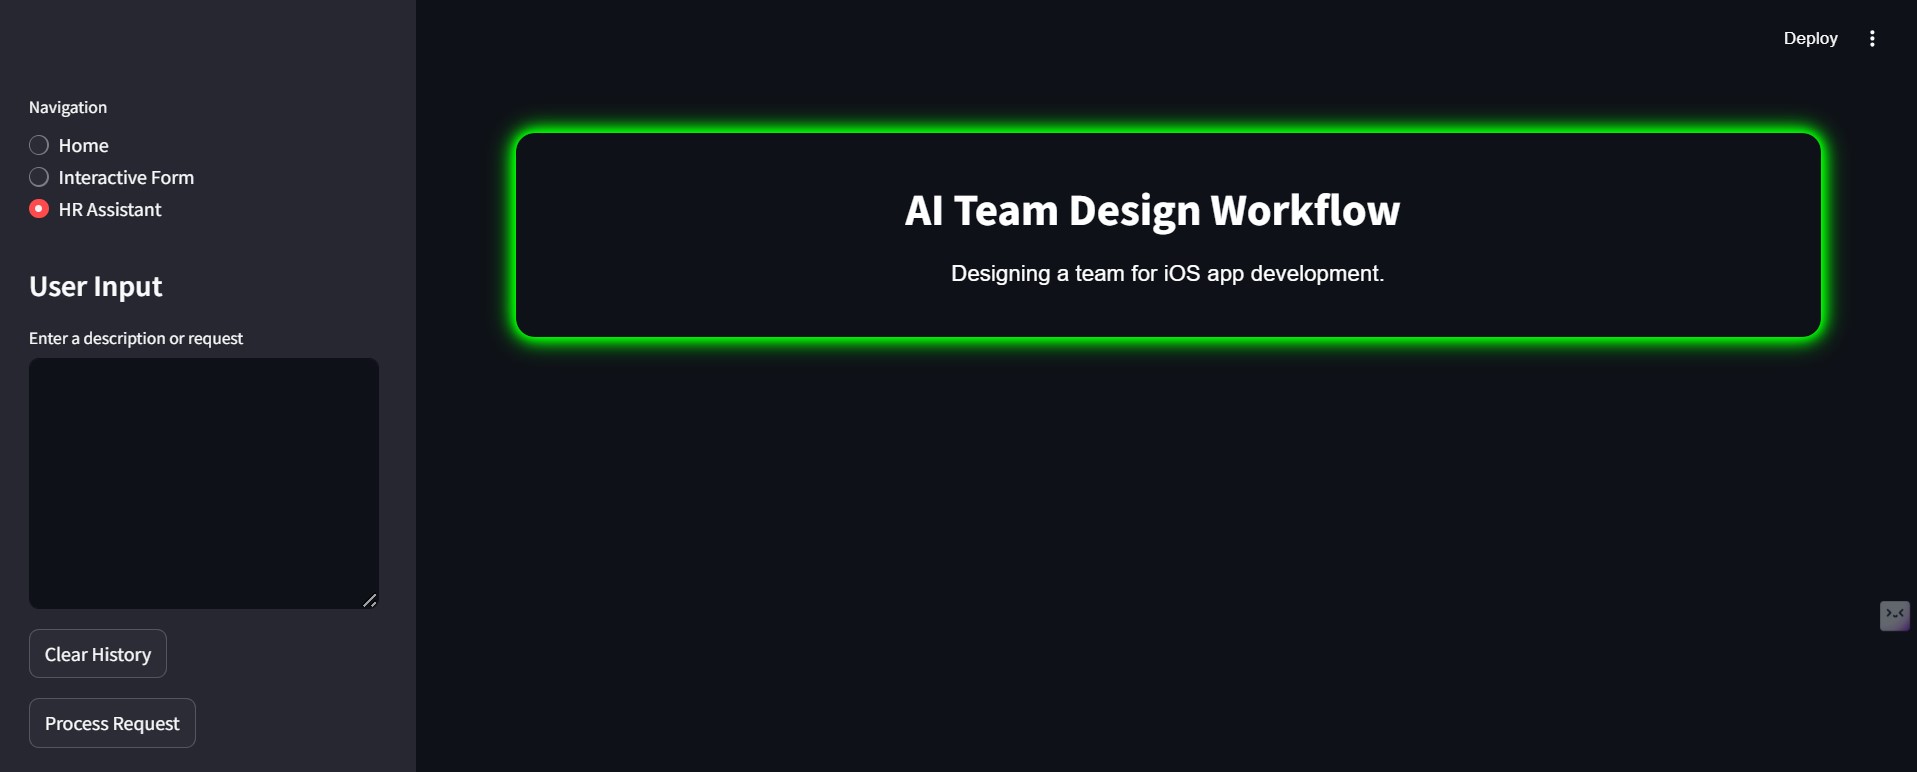 Deploy
Navigation
Home
Interactive Form
HR Assistant
User Input
Enter a description or request
Clear History
Process Request
AI Team Design Workflow
Designing a team for iOS app development.